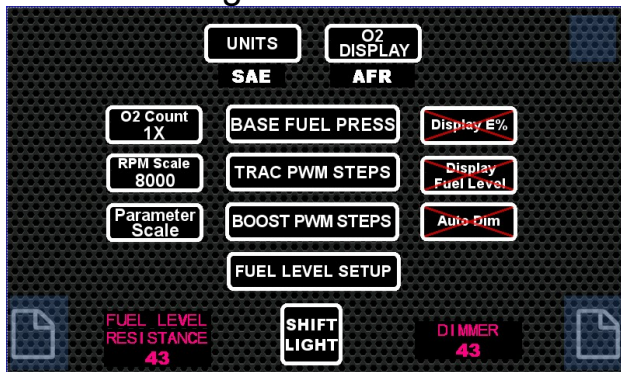 UNITS
O2
DISPLAY
SAE
AFR
O2 Count
1X
BASE FUEL PRESS
Display E%
RPM Scale
8000
TRAC PWM STEPS
Display
Fuel Level
Parameter
Scale
BOOST PWM STEPS
Auto Dim
FUEL LEVEL SETUP
FUEL LEVEL
RESISTANCE
43
SHIFT
LIGHT
DIMMER
43